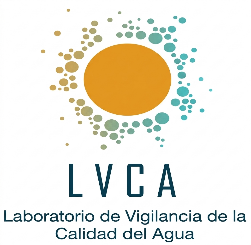 LVCA
Laboratorio de Vigilancia de la
Calidad del Agua